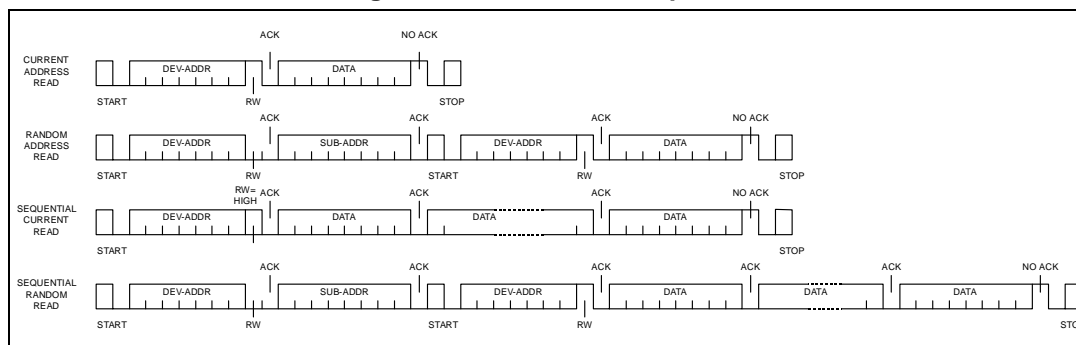 ACK NO ACK
CURRENT
ADDRESS
READ
DEV-ADDR DATA
START RW STOP
ACK ACK ACK NO ACK
RANDOM
ADDRESS
READ
DEV-ADDR SUB-ADDR DEV-ADDR DATA
START RW START RW STOP
RW=
HIGH
ACK ACK ACK NO ACK
SEQUENTIAL
CURRENT
READ
DEV-ADDR DATA DATA DATA
START STOP
ACK ACK ACK ACK ACK NO ACK
SEQUENTIAL
RANDOM
READ
DEV-ADDR SUB-ADDR DEV-ADDR DATA DATA DATA
START RW START RW STO